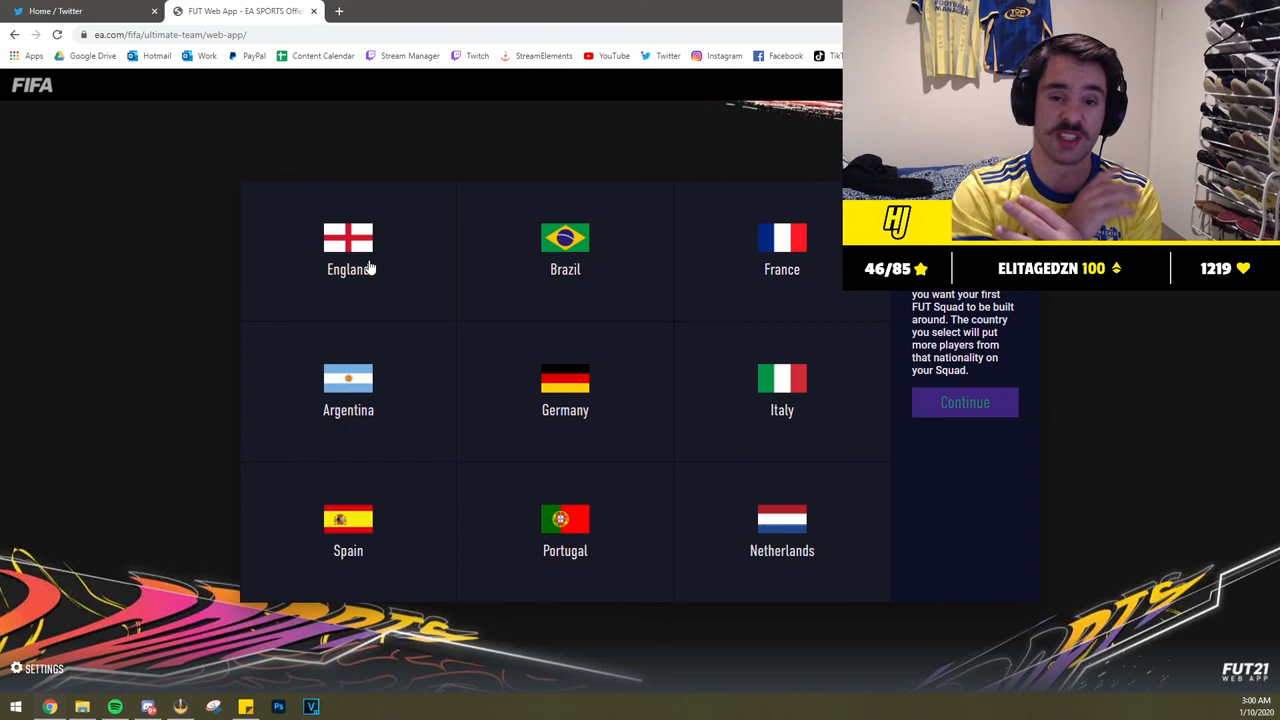 Home / Twitter
FUT Web App - EA SPORTS Offic
ea.com/fifa/ultimate-team/web-app/
Apps
Google Drive
Hotmail
Work
PayPal
Content Calendar
Stream Manager
Twitch
StreamElements
YouTube
Twitter
Instagram
Facebook
FIFA
FOOTBALL
MANAGER
HJ
46/85
ELITAGEDZN 100
1219
England
Brazil
France
you want your first
FUT Squad to be built
around. The country
you select will put
more players from
that nationality on
your Squad.
Continue
Argentina
Germany
Italy
Spain
Portugal
Netherlands
SETTINGS
FUT21
WEB APP
Ps
V
3:00 AM
1/10/2020